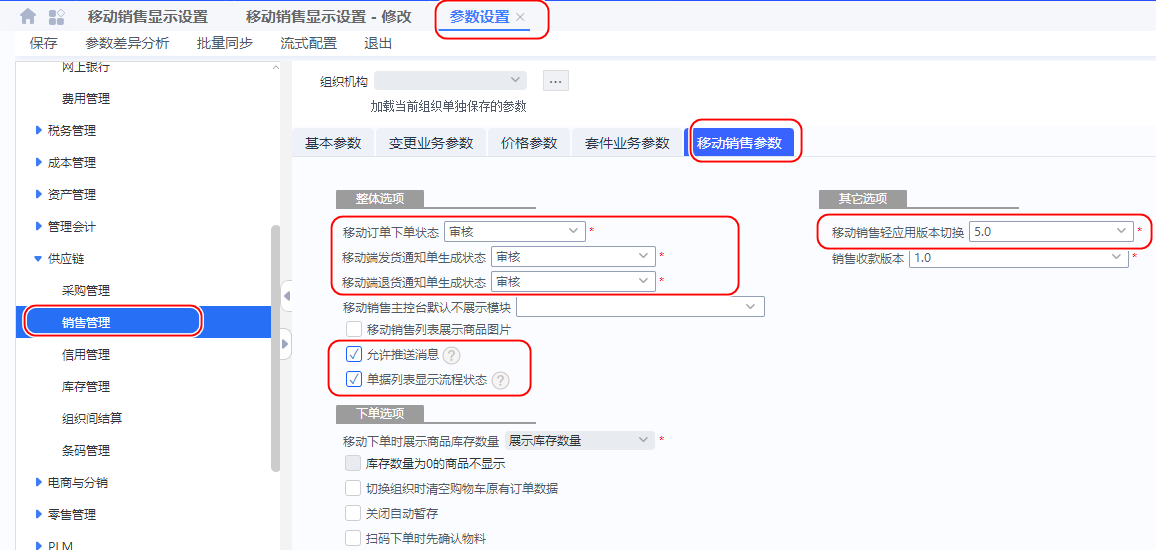 移动销售显示设置 移动销售显示设置 - 修改 参数设置
保存 参数差异分析 批量同步 流式配置 退出
网上银行
费用管理
税务管理
成本管理
资产管理
管理会计
供应链
采购管理
销售管理
信用管理
库存管理
组织间结算
条码管理
电商与分销
零售管理
PLM
组织机构 ...
加载当前组织单独保存的参数
基本参数 变更业务参数 价格参数 套件业务参数 移动销售参数
整体选项
移动订单下单状态 审核 *
移动端发货通知单生成状态 审核 *
移动端退货通知单生成状态 审核 *
移动销售主控台默认不展示模块
移动销售列表展示商品图片
允许推送消息 ?
单据列表显示流程状态 ?
下单选项
移动下单时展示商品库存数量 展示库存数量 *
库存数量为0的商品不显示
切换组织时清空购物车原有订单数据
关闭自动暂存
扫码下单时先确认物料
其它选项
移动销售轻应用版本切换 5.0 *
销售收款版本 1.0 *